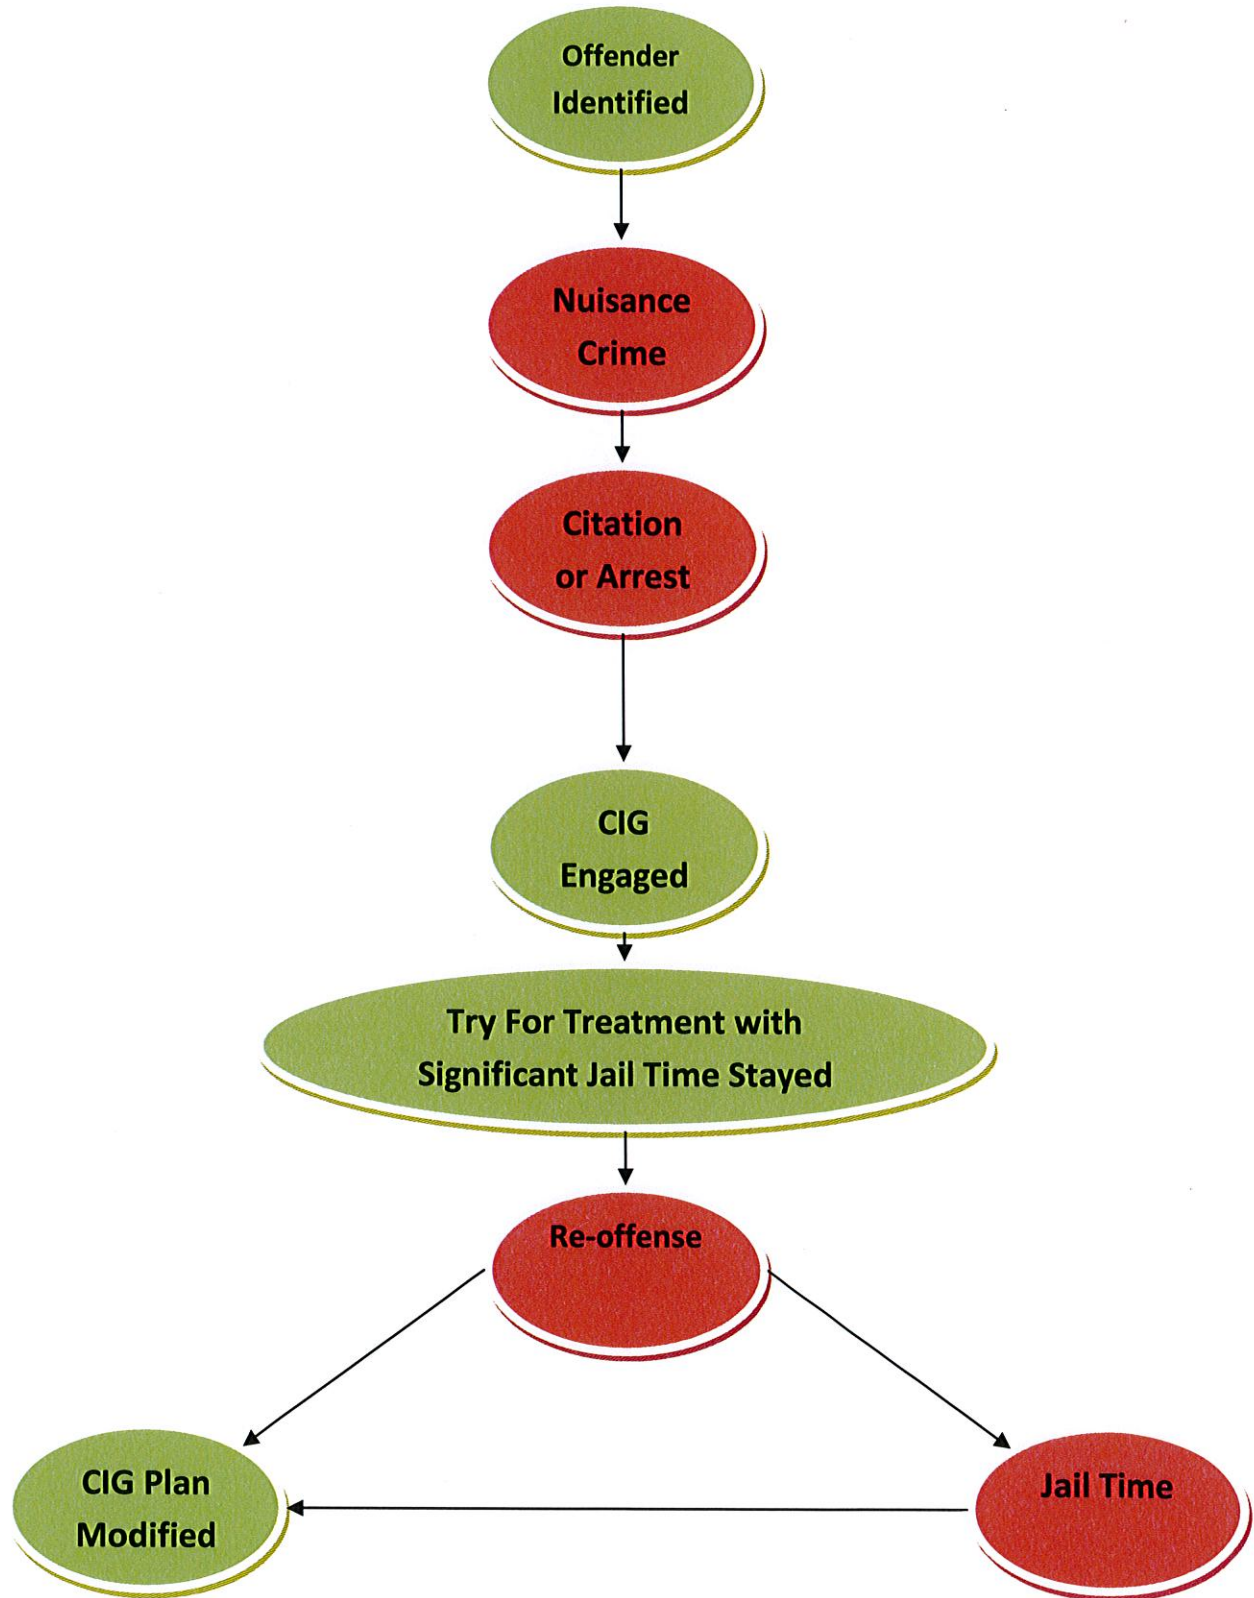 Offender
Identified
Nuisance
Crime
Citation
or Arrest
CIG
Engaged
Try For Treatment with
Significant Jail Time Stayed
Re-offense
CIG Plan
Modified
Jail Time